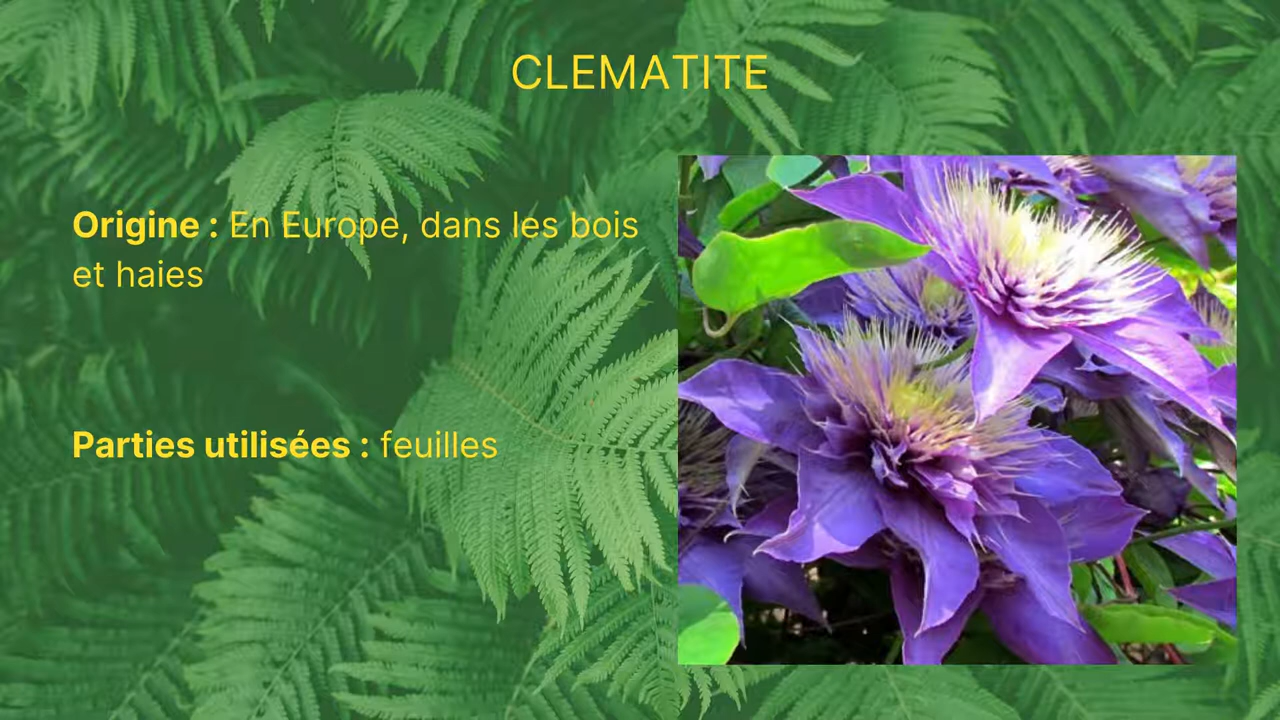 CLEMATITE
Origine : En Europe, dans les bois
et haies
Parties utilisées : feuilles